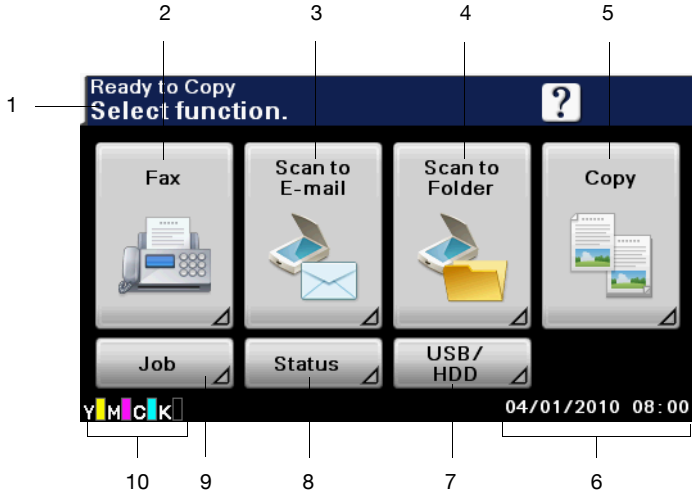 2 3 4 5
1
Ready to Copy
Select function.
?
Fax
Scan to
E-mail
Scan to
Folder
Copy
Job
Status
USB/
HDD
Y M C K
04/01/2010 08:00
10 9 8 7 6